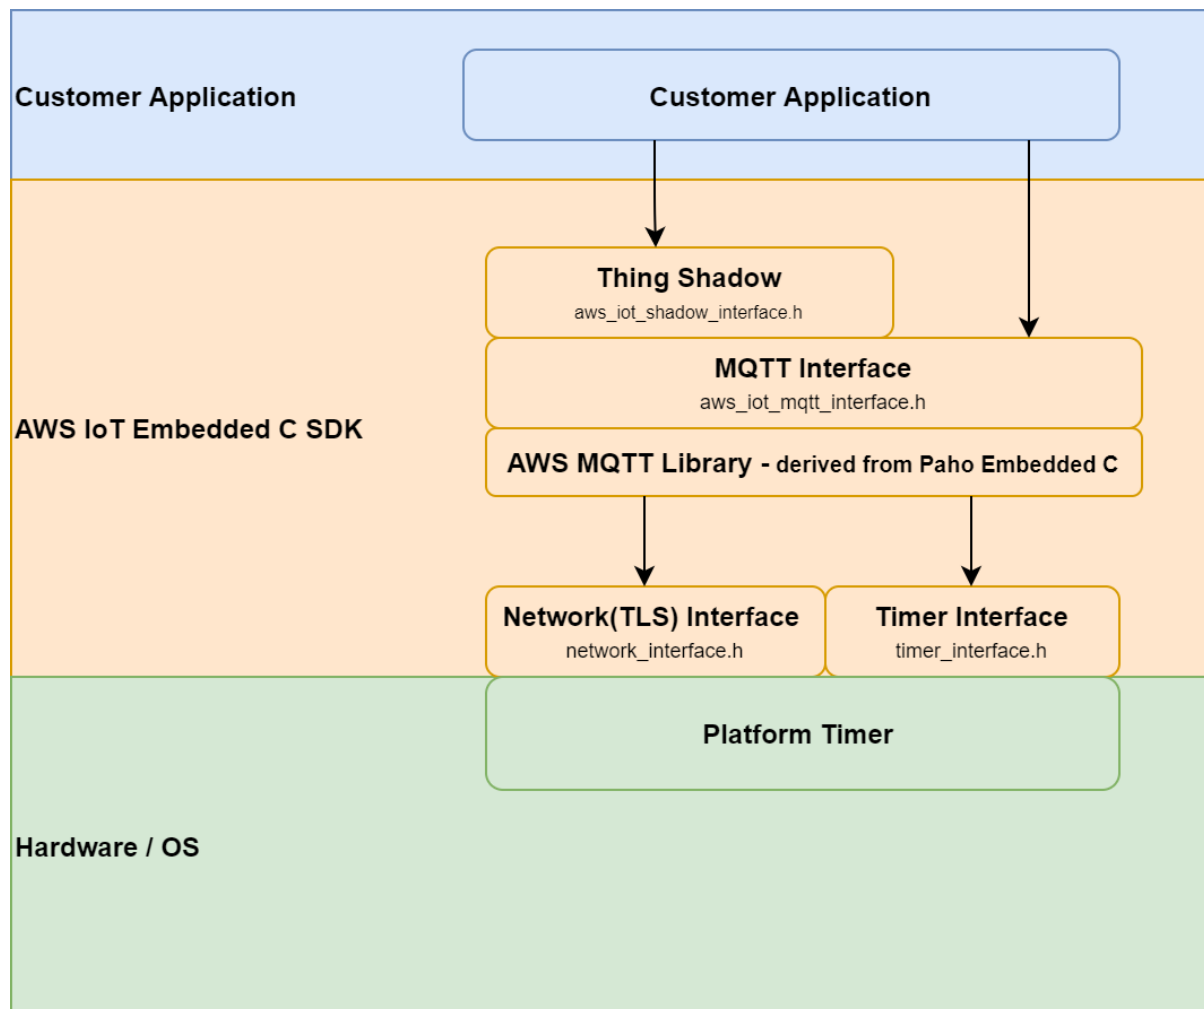 Customer Application
Customer Application
Thing Shadow
aws_iot_shadow_interface.h
MQTT Interface
aws_iot_mqtt_interface.h
AWS IoT Embedded C SDK
AWS MQTT Library - derived from Paho Embedded C
Network(TLS) Interface
network_interface.h
Timer Interface
timer_interface.h
Platform Timer
Hardware / OS